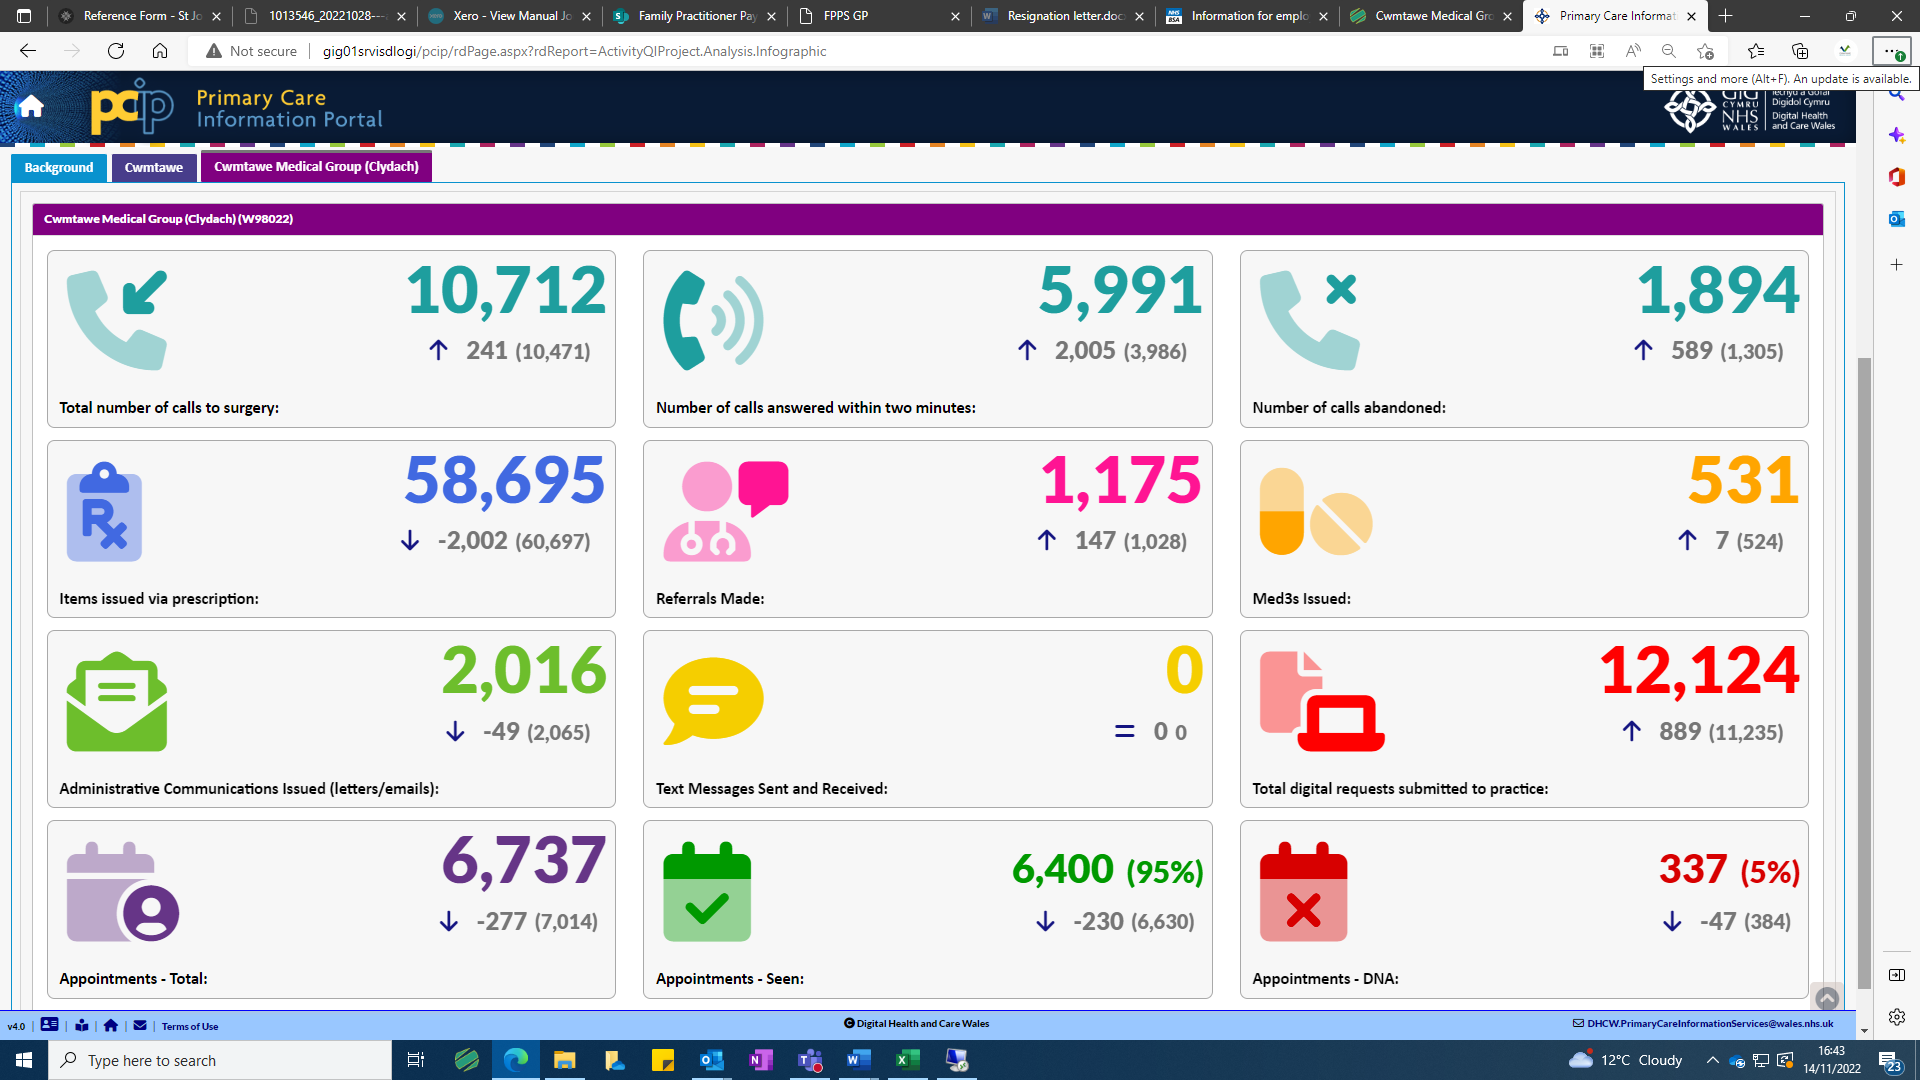 Reference Form - St Jo
1013546_20221028---
Xero - View Manual Jo
Family Practitioner Pay
FPPS GP
Resignation letter.doc
Information for emplo
Cwmtawe Medical Gr
Primary Care Informat
Not secure | gig01srvisdlogi/pcip/rdPage.aspx?rdReport=ActivityQIProject.Analysis.Infographic
Settings and more (Alt+F). An update is available.
pcip Primary Care
Information Portal
GIG
CYMRU
NHS
WALES
Iechyd a Gofal
Digidol Cymru
Digital Health
and Care Wales
Background
Cwmtawe
Cwmtawe Medical Group (Clydach)
Cwmtawe Medical Group (Clydach) (W98022)
10,712
241 (10,471)
Total number of calls to surgery:
5,991
2,005 (3,986)
Number of calls answered within two minutes:
1,894
589 (1,305)
Number of calls abandoned:
Rx
58,695
-2,002 (60,697)
Items issued via prescription:
1,175
147 (1,028)
Referrals Made:
531
7 (524)
Med3s Issued:
2,016
-49 (2,065)
Administrative Communications Issued (letters/emails):
0
= 0 0
Text Messages Sent and Received:
12,124
889 (11,235)
Total digital requests submitted to practice:
6,737
-277 (7,014)
Appointments - Total:
6,400 (95%)
-230 (6,630)
Appointments - Seen:
337 (5%)
-47 (384)
Appointments - DNA:
v4.0 | | | | | Terms of Use
Digital Health and Care Wales
DHCW.PrimaryCareInformationServices@wales.nhs.uk
Type here to search
12°C Cloudy
16:43
14/11/2022
23